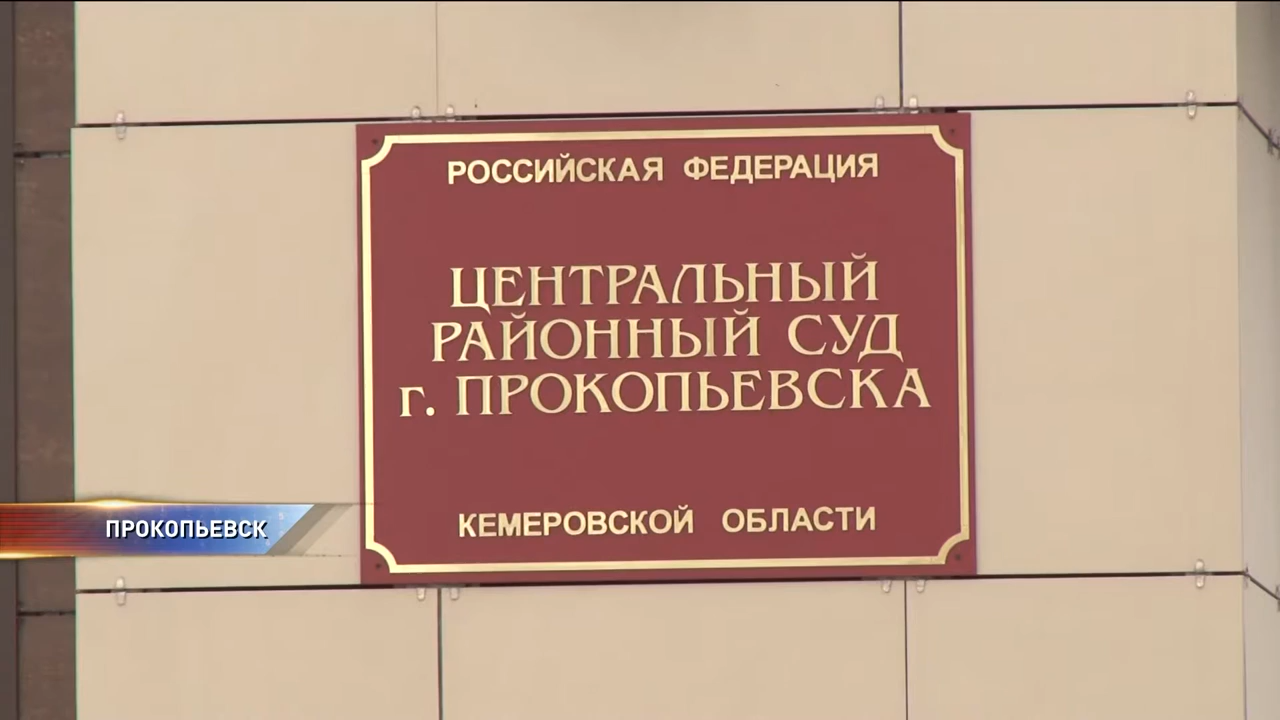 РОССИЙСКАЯ ФЕДЕРАЦИЯ
ЦЕНТРАЛЬНЫЙ
РАЙОННЫЙ СУД
г. ПРОКОПЬЕВСКА
КЕМЕРОВСКОЙ ОБЛАСТИ
ПРОКОПЬЕВСК